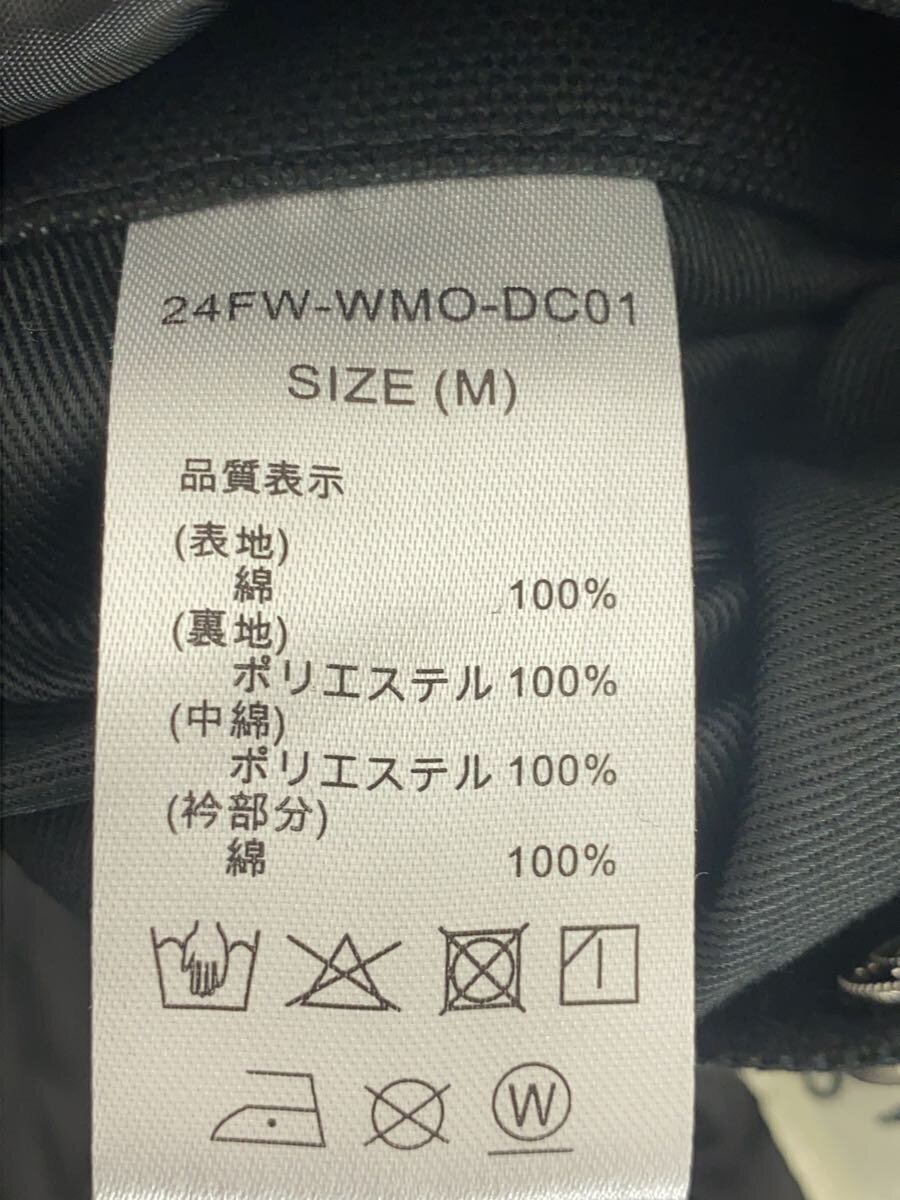 24FW-WMO-DC01
SIZE (M)
品質表示
(表地)
綿 100%
(裏地)
ポリエステル 100%
(中綿)
ポリエステル 100%
(衿部分)
綿 100%
W